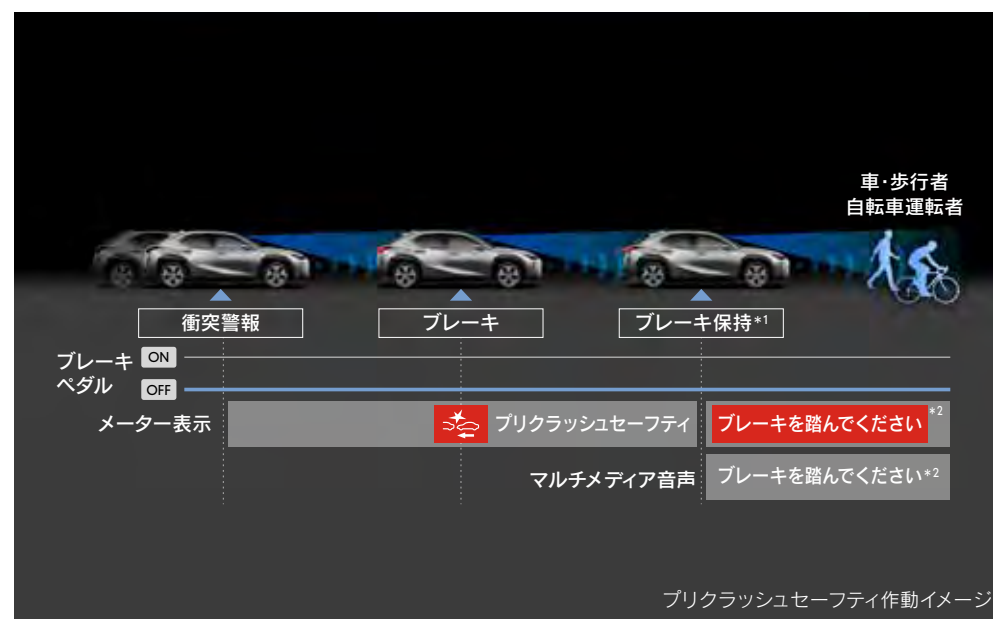 車・歩行者
自転車運転者
衝突警報
ブレーキ
ブレーキ保持*1
ブレーキ ON
ペダル OFF
メーター表示 プリクラッシュセーフティ ブレーキを踏んでください*2
マルチメディア音声 ブレーキを踏んでください*2
プリクラッシュセーフティ作動イメージ